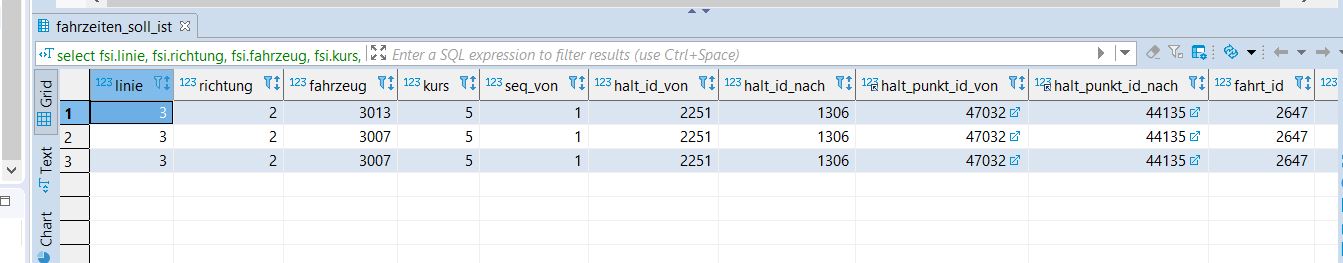 fahrzeiten_soll_ist
select fsi.linie, fsi.richtung, fsi.fahrzeug, fsi.kurs, Enter a SQL expression to filter results (use Ctrl+Space)
Grid
Text
Chart
123 linie 123 richtung 123 fahrzeug 123 kurs 123 seq_von 123 halt_id_von 123 halt_id_nach 123 halt_punkt_id_von 123 halt_punkt_id_nach 123 fahrt_id
1 3 2 3013 5 1 2251 1306 47032 44135 2647
2 3 2 3007 5 1 2251 1306 47032 44135 2647
3 3 2 3007 5 1 2251 1306 47032 44135 2647